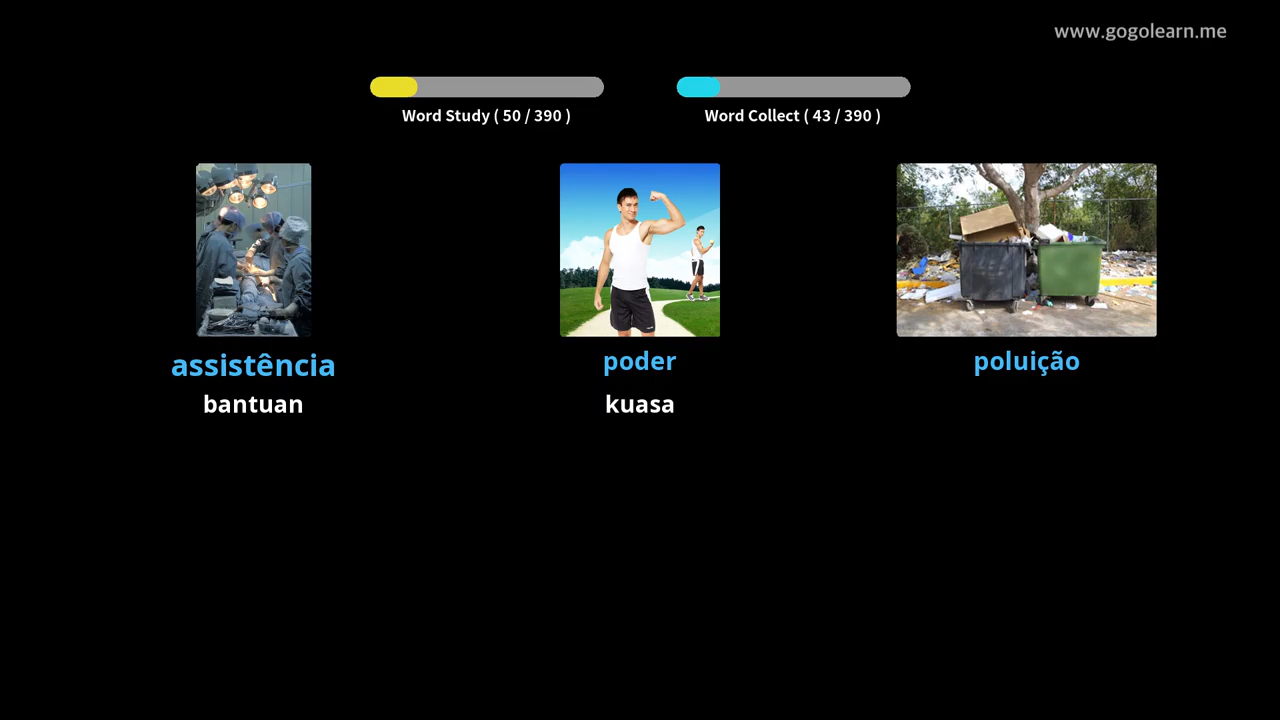 www.gogolearn.me
Word Study ( 50 / 390 )
Word Collect ( 43 / 390 )
assistência
poder
poluição
bantuan
kuasa